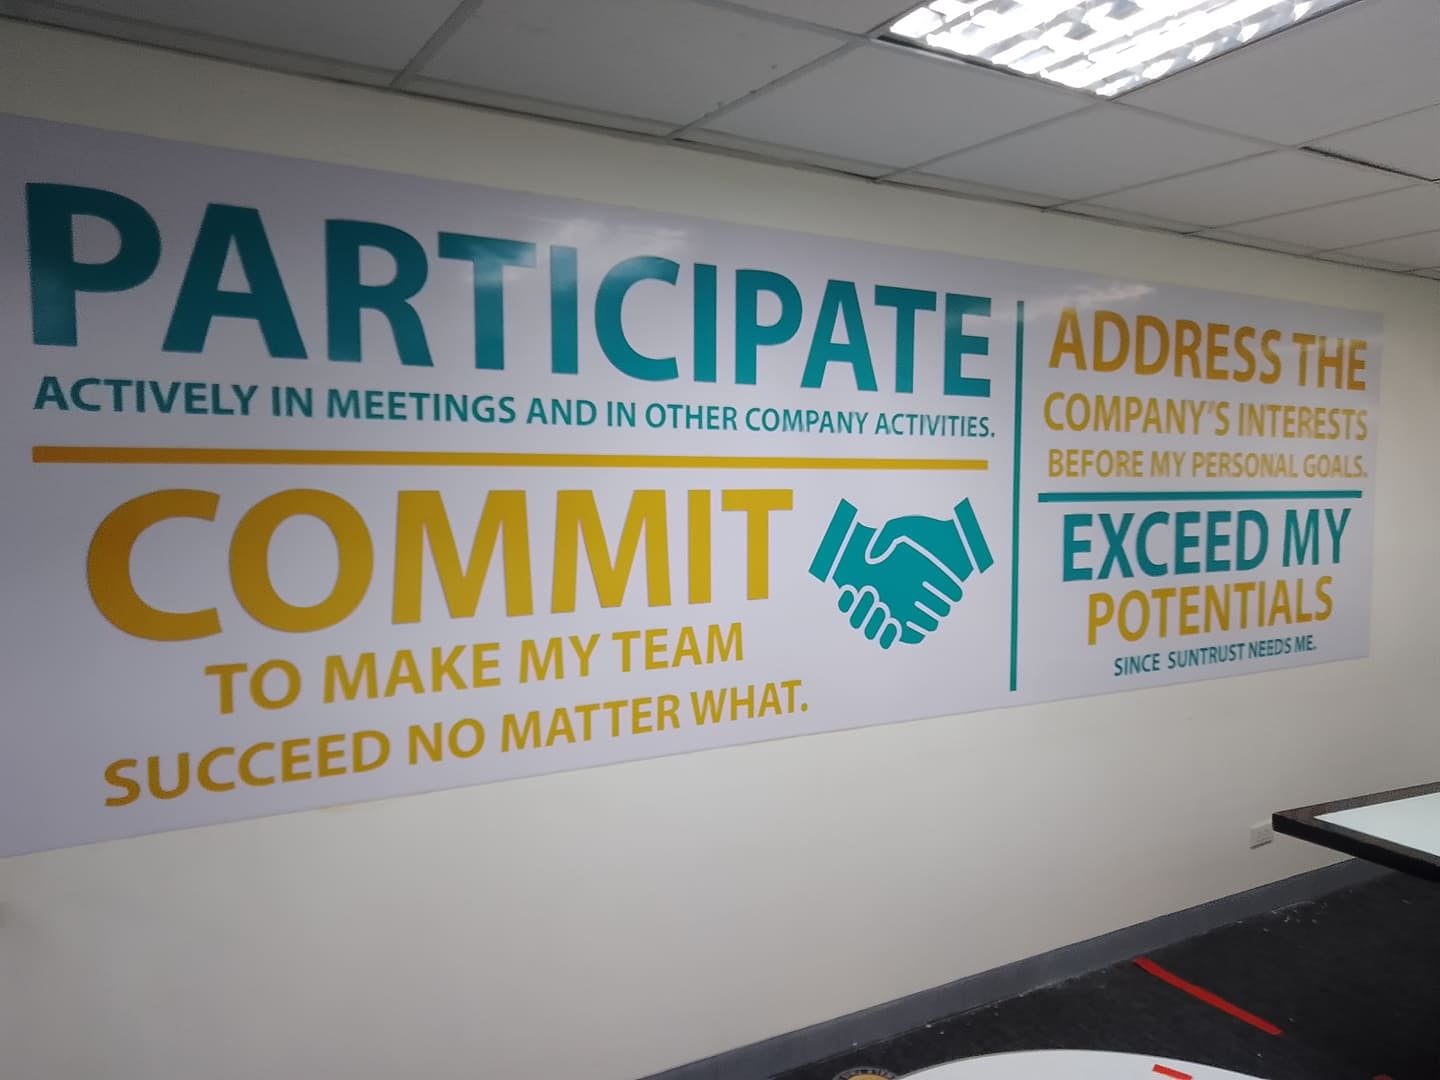 PARTICIPATE
ACTIVELY IN MEETINGS AND IN OTHER COMPANY ACTIVITIES.
COMMIT
TO MAKE MY TEAM
SUCCEED NO MATTER WHAT.
ADDRESS THE
COMPANY'S INTERESTS
BEFORE MY PERSONAL GOALS.
EXCEED MY
POTENTIALS
SINCE SUNTRUST NEEDS ME.